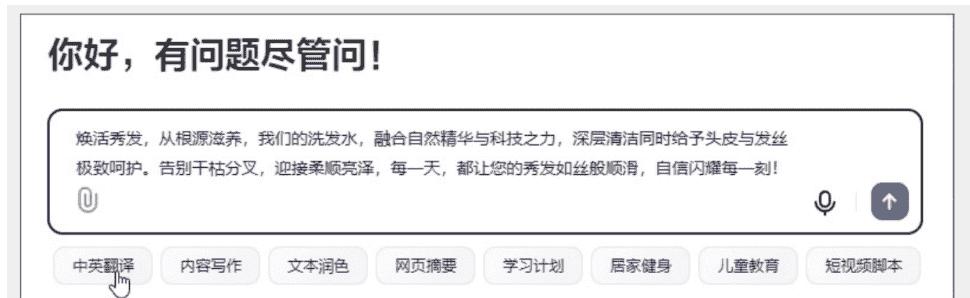 你好，有问题尽管问！
焕活秀发，从根源滋养，我们的洗发水，融合自然精华与科技之力，深层清洁同时给予头皮与发丝
极致呵护。告别干枯分叉，迎接柔顺亮泽，每一天，都让您的秀发如丝般顺滑，自信闪耀每一刻！
中英翻译 内容写作 文本润色 网页摘要 学习计划 居家健身 儿童教育 短视频脚本